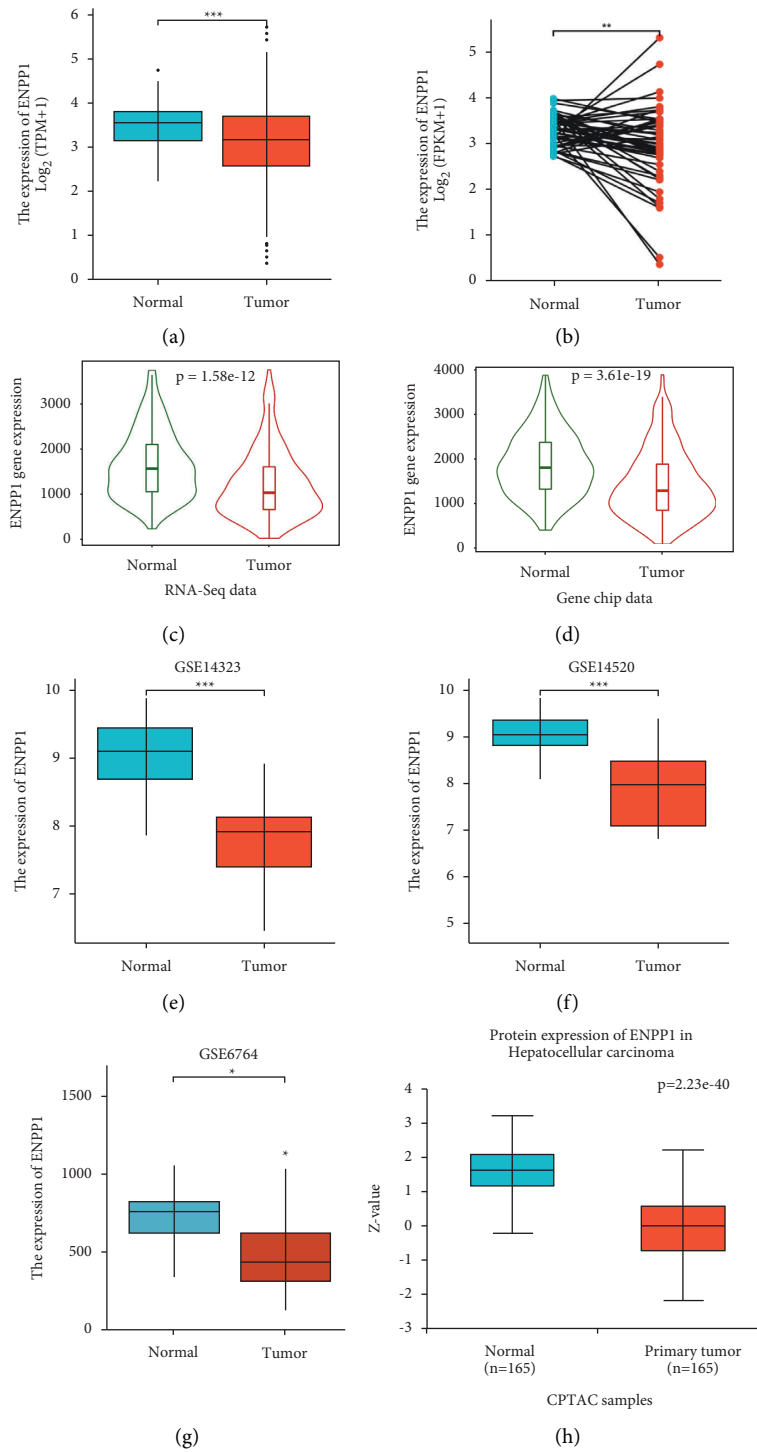 ***
6
5
4
3
2
1
0
The expression of ENPP1
Log2 (TPM+1)
Normal
Tumor
(a)
**
5
4
3
2
1
0
The expression of ENPP1
Log2 (FPKM+1)
Normal
Tumor
(b)
p = 1.58e-12
3000
2000
1000
0
ENPP1 gene expression
Normal
Tumor
RNA-Seq data
(c)
p = 3.61e-19
4000
3000
2000
1000
0
ENPP1 gene expression
Normal
Tumor
Gene chip data
(d)
GSE14323
***
10
9
8
7
The expression of ENPP1
Normal
Tumor
(e)
GSE14520
***
10
9
8
7
6
5
The expression of ENPP1
Normal
Tumor
(f)
GSE6764
*
*
1500
1000
500
0
The expression of ENPP1
Normal
Tumor
(g)
Protein expression of ENPP1 in
Hepatocellular carcinoma
p=2.23e-40
4
3
2
1
0
-1
-2
-3
Z-value
Normal
(n=165)
Primary tumor
(n=165)
CPTAC samples
(h)